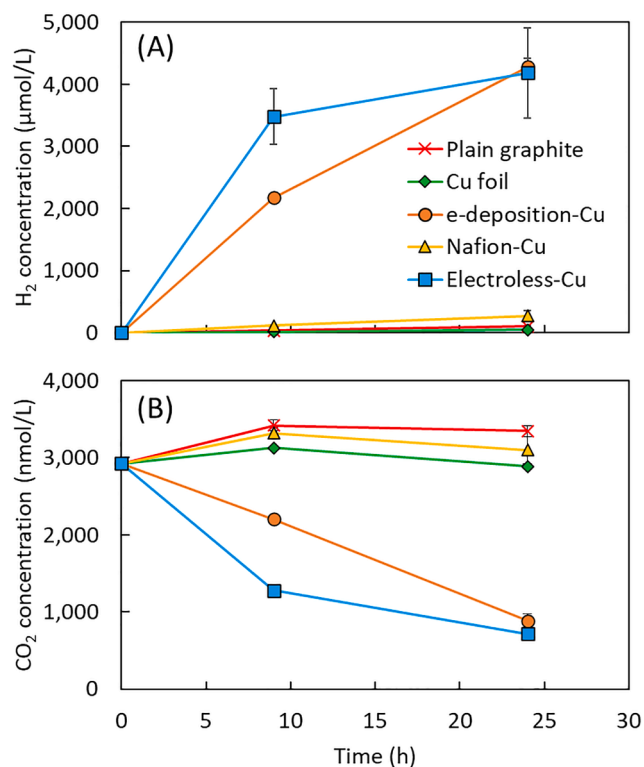 (A)
H₂ concentration (µmol/L)
5,000
4,000
3,000
2,000
1,000
0
Plain graphite
Cu foil
e-deposition-Cu
Nafion-Cu
Electroless-Cu
(B)
CO₂ concentration (nmol/L)
4,000
3,000
2,000
1,000
0
0 5 10 15 20 25 30
Time (h)